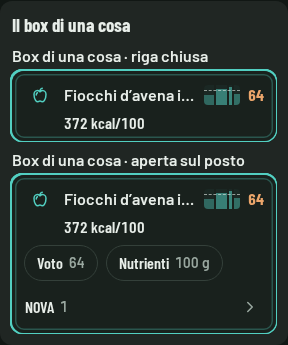 Il box di una cosa
Box di una cosa · riga chiusa
Fiocchi d’avena i... 64
372 kcal/100
Box di una cosa · aperta sul posto
Fiocchi d’avena i... 64
372 kcal/100
Voto 64 Nutrienti 100 g
NOVA 1